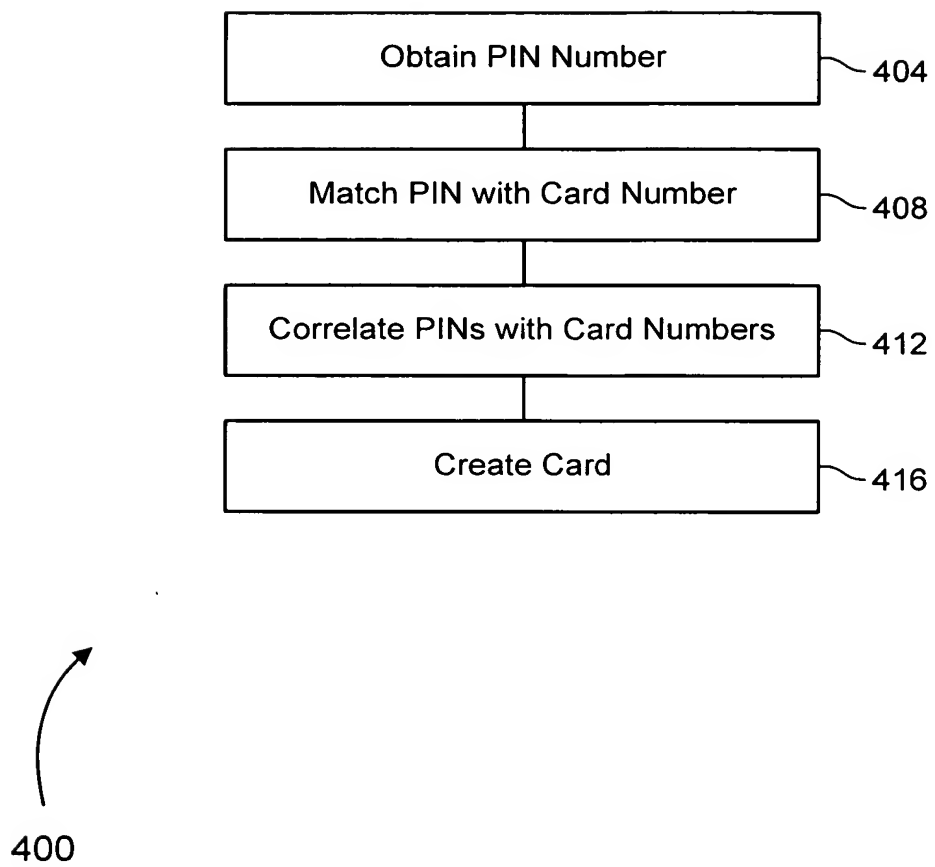 Obtain PIN Number
404
Match PIN with Card Number
408
Correlate PINs with Card Numbers
412
Create Card
416
400